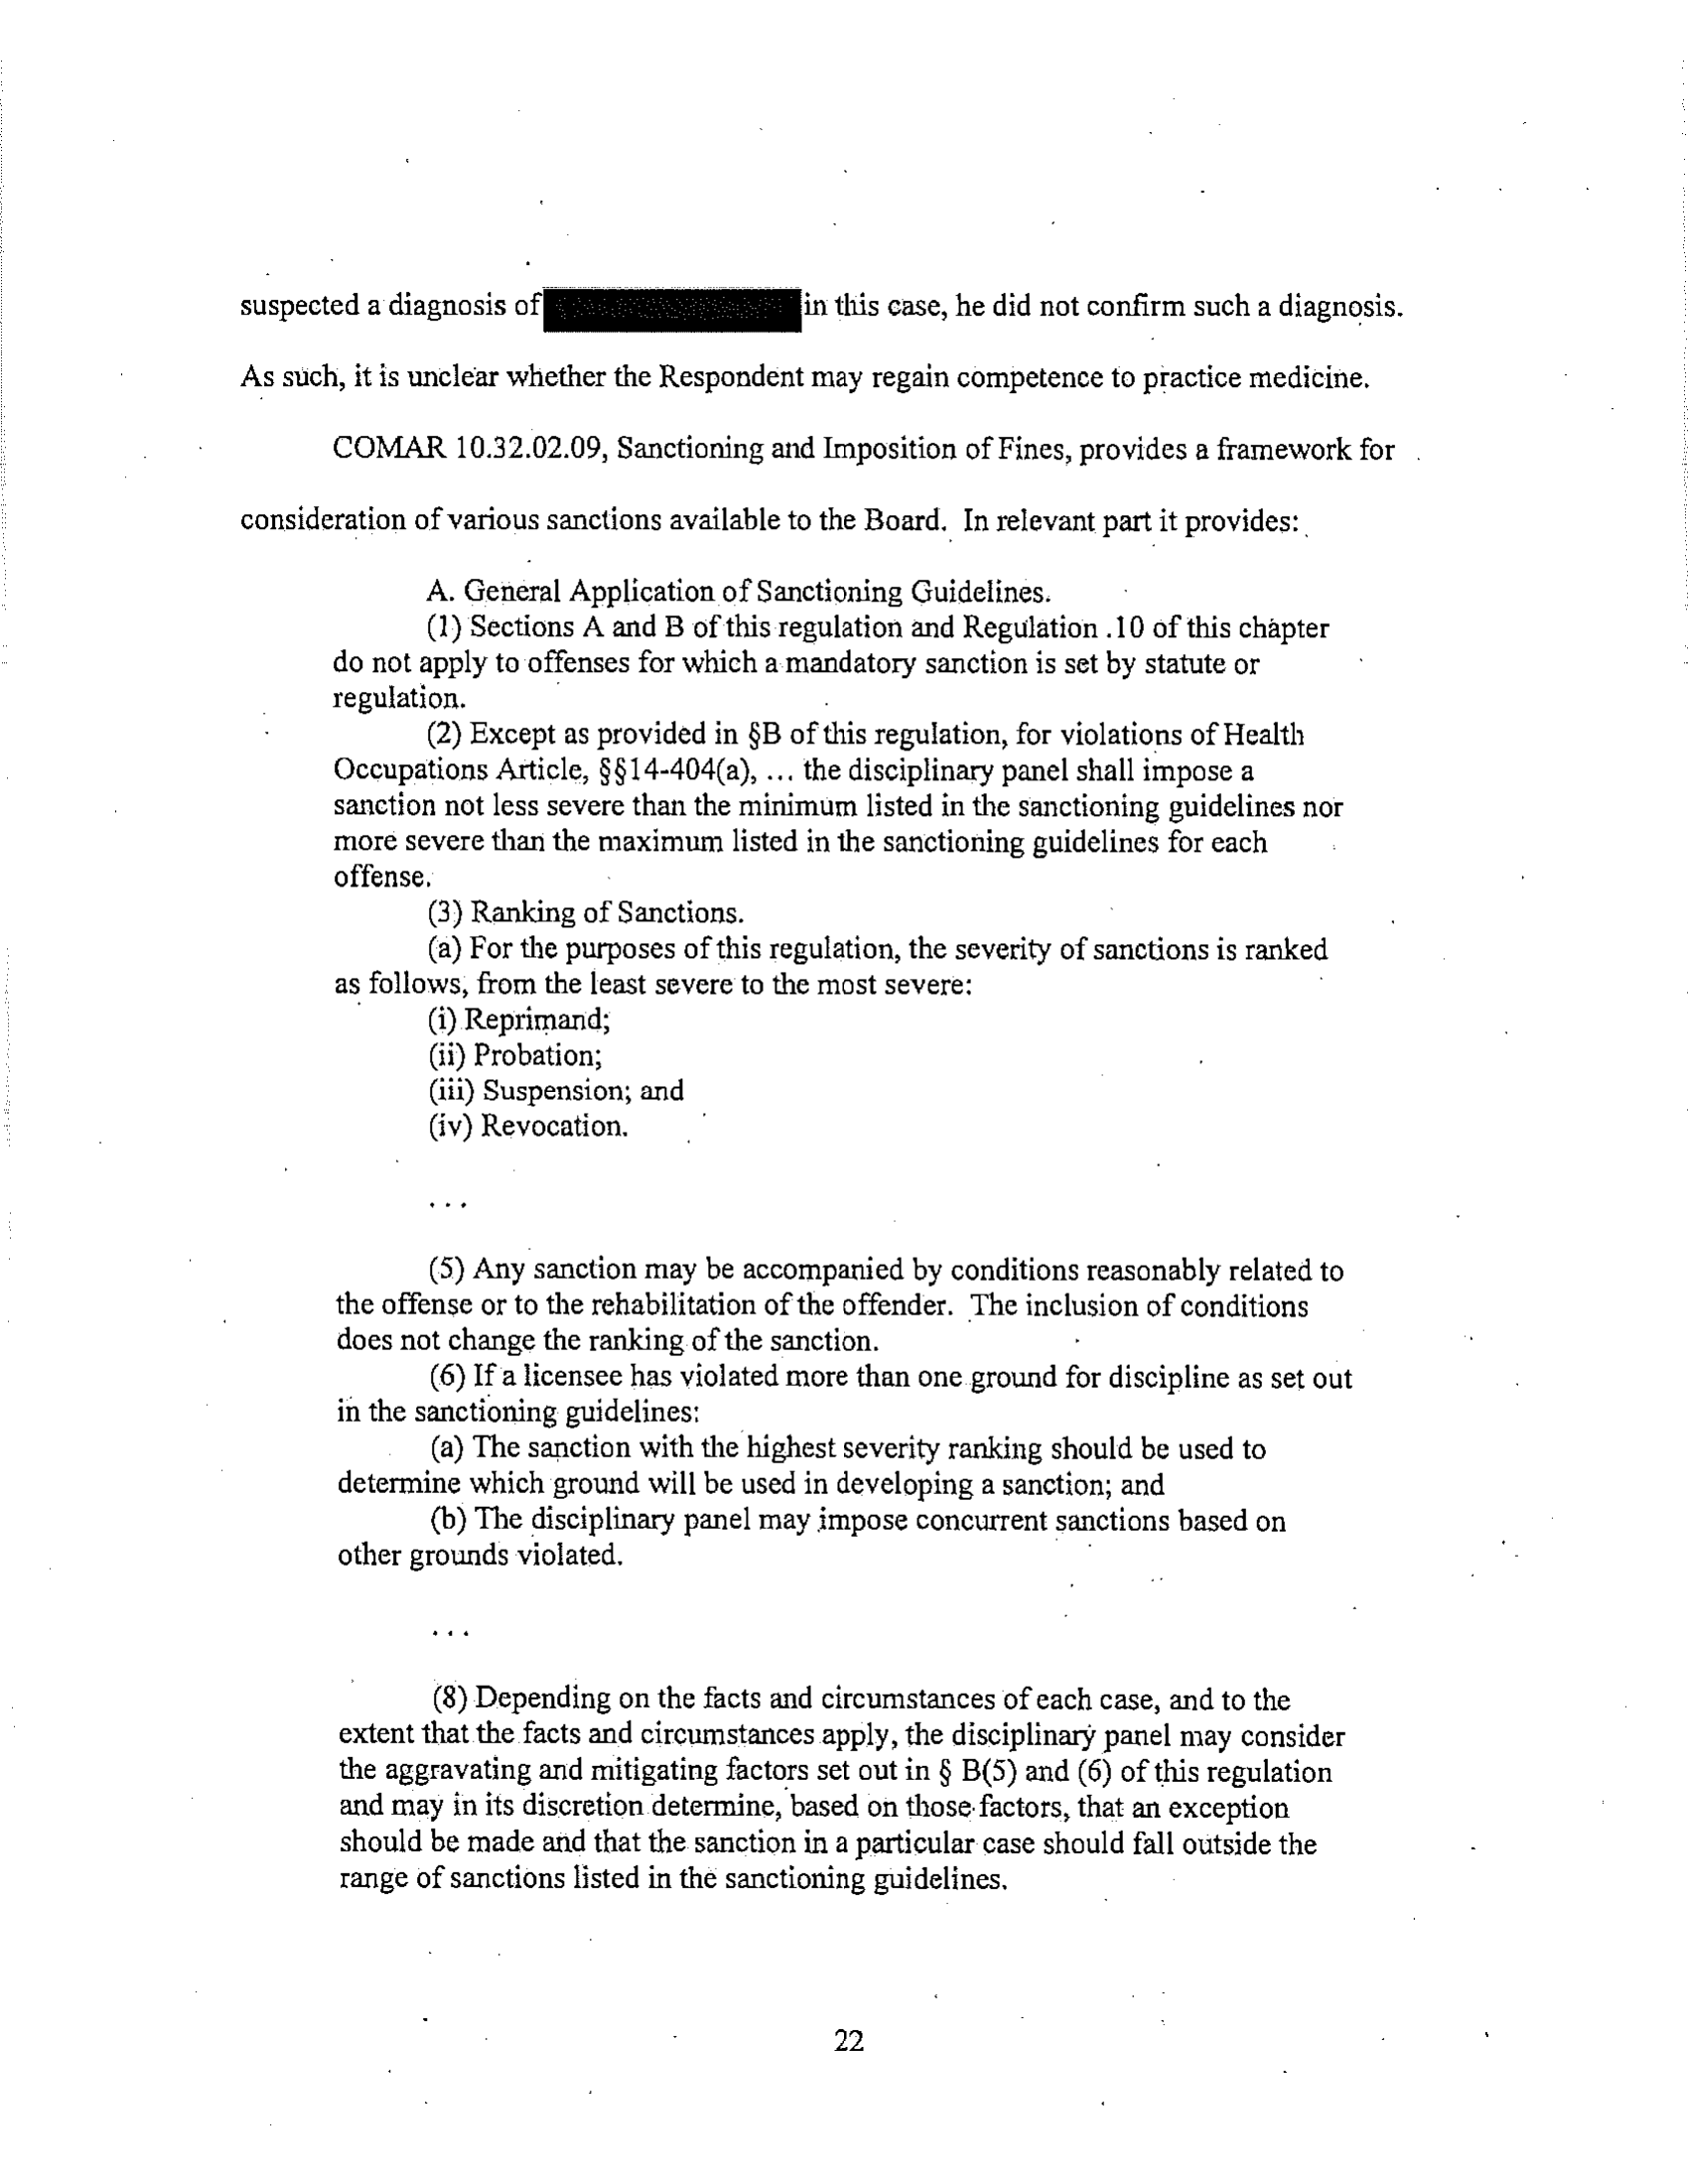 suspected a diagnosis of in this case, he did not confirm such a diagnosis.
As such, it is unclear whether the Respondent may regain competence to practice medicine.
COMAR 10.32.02.09, Sanctioning and Imposition of Fines, provides a framework for
consideration of various sanctions available to the Board. In relevant part it provides:
A. General Application of Sanctioning Guidelines.
(1) Sections A and B of this regulation and Regulation .10 of this chapter
do not apply to offenses for which a mandatory sanction is set by statute or
regulation.
(2) Except as provided in §B of this regulation, for violations of Health
Occupations Article, §§14-404(a), ... the disciplinary panel shall impose a
sanction not less severe than the minimum listed in the sanctioning guidelines nor
more severe than the maximum listed in the sanctioning guidelines for each
offense.
(3) Ranking of Sanctions.
(a) For the purposes of this regulation, the severity of sanctions is ranked
as follows, from the least severe to the most severe:
(i) Reprimand;
(ii) Probation;
(iii) Suspension; and
(iv) Revocation.
. . .
(5) Any sanction may be accompanied by conditions reasonably related to
the offense or to the rehabilitation of the offender. The inclusion of conditions
does not change the ranking of the sanction.
(6) If a licensee has violated more than one ground for discipline as set out
in the sanctioning guidelines:
(a) The sanction with the highest severity ranking should be used to
determine which ground will be used in developing a sanction; and
(b) The disciplinary panel may impose concurrent sanctions based on
other grounds violated.
. . .
(8) Depending on the facts and circumstances of each case, and to the
extent that the facts and circumstances apply, the disciplinary panel may consider
the aggravating and mitigating factors set out in § B(5) and (6) of this regulation
and may in its discretion determine, based on those factors, that an exception
should be made and that the sanction in a particular case should fall outside the
range of sanctions listed in the sanctioning guidelines.
22